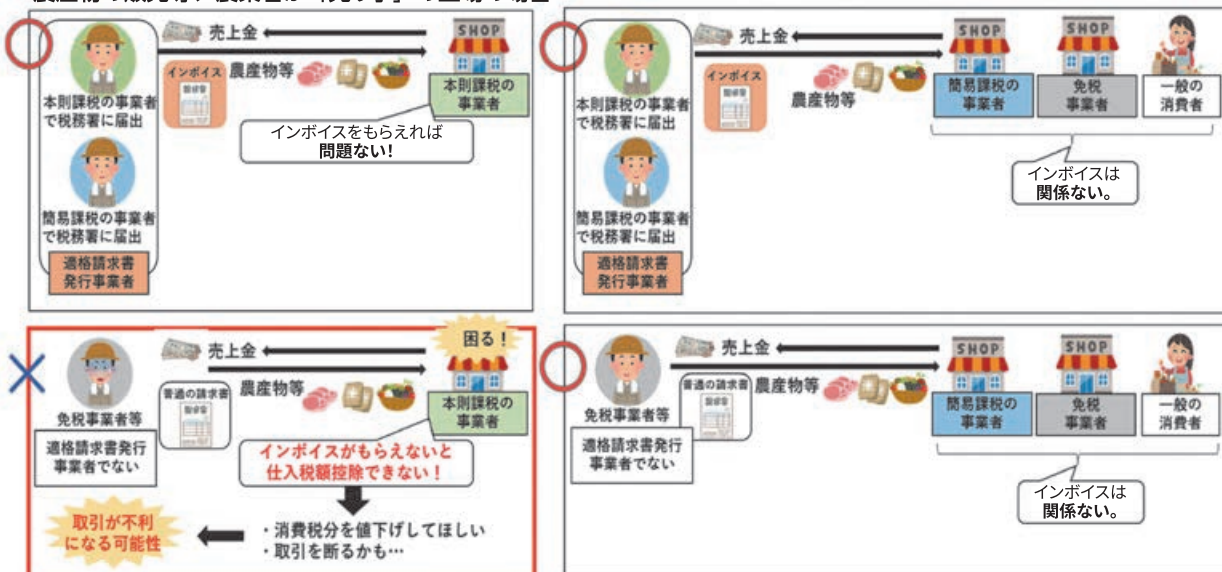 SHOP
売上金
インボイス
農産物等
本則課税の事業者
で税務署に届出
本則課税の
事業者
インボイスをもらえれば
問題ない!
簡易課税の事業者
で税務署に届出
適格請求書
発行事業者
売上金
SHOP
SHOP
インボイス
農産物等
本則課税の事業者
で税務署に届出
簡易課税の
事業者
免税
事業者
一般の
消費者
インボイスは
関係ない。
簡易課税の事業者
で税務署に届出
適格請求書
発行事業者
困る!
売上金
普通の請求書
請求書
農産物等
免税事業者等
本則課税の
事業者
適格請求書発行
事業者でない
インボイスがもらえないと
仕入税額控除できない!
取引が不利
になる可能性
・消費税分を値下げしてほしい
・取引を断るかも…
売上金
SHOP
SHOP
普通の請求書
農産物等
免税事業者等
簡易課税の
事業者
免税
事業者
一般の
消費者
適格請求書発行
事業者でない
インボイスは
関係ない。